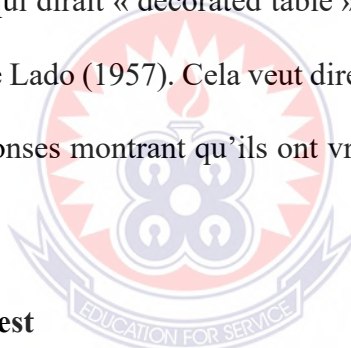 qui dirait « decorated table »
e Lado (1957). Cela veut dire
onses montrant qu'ils ont vr
EDUCATION FOR SERVICE
est